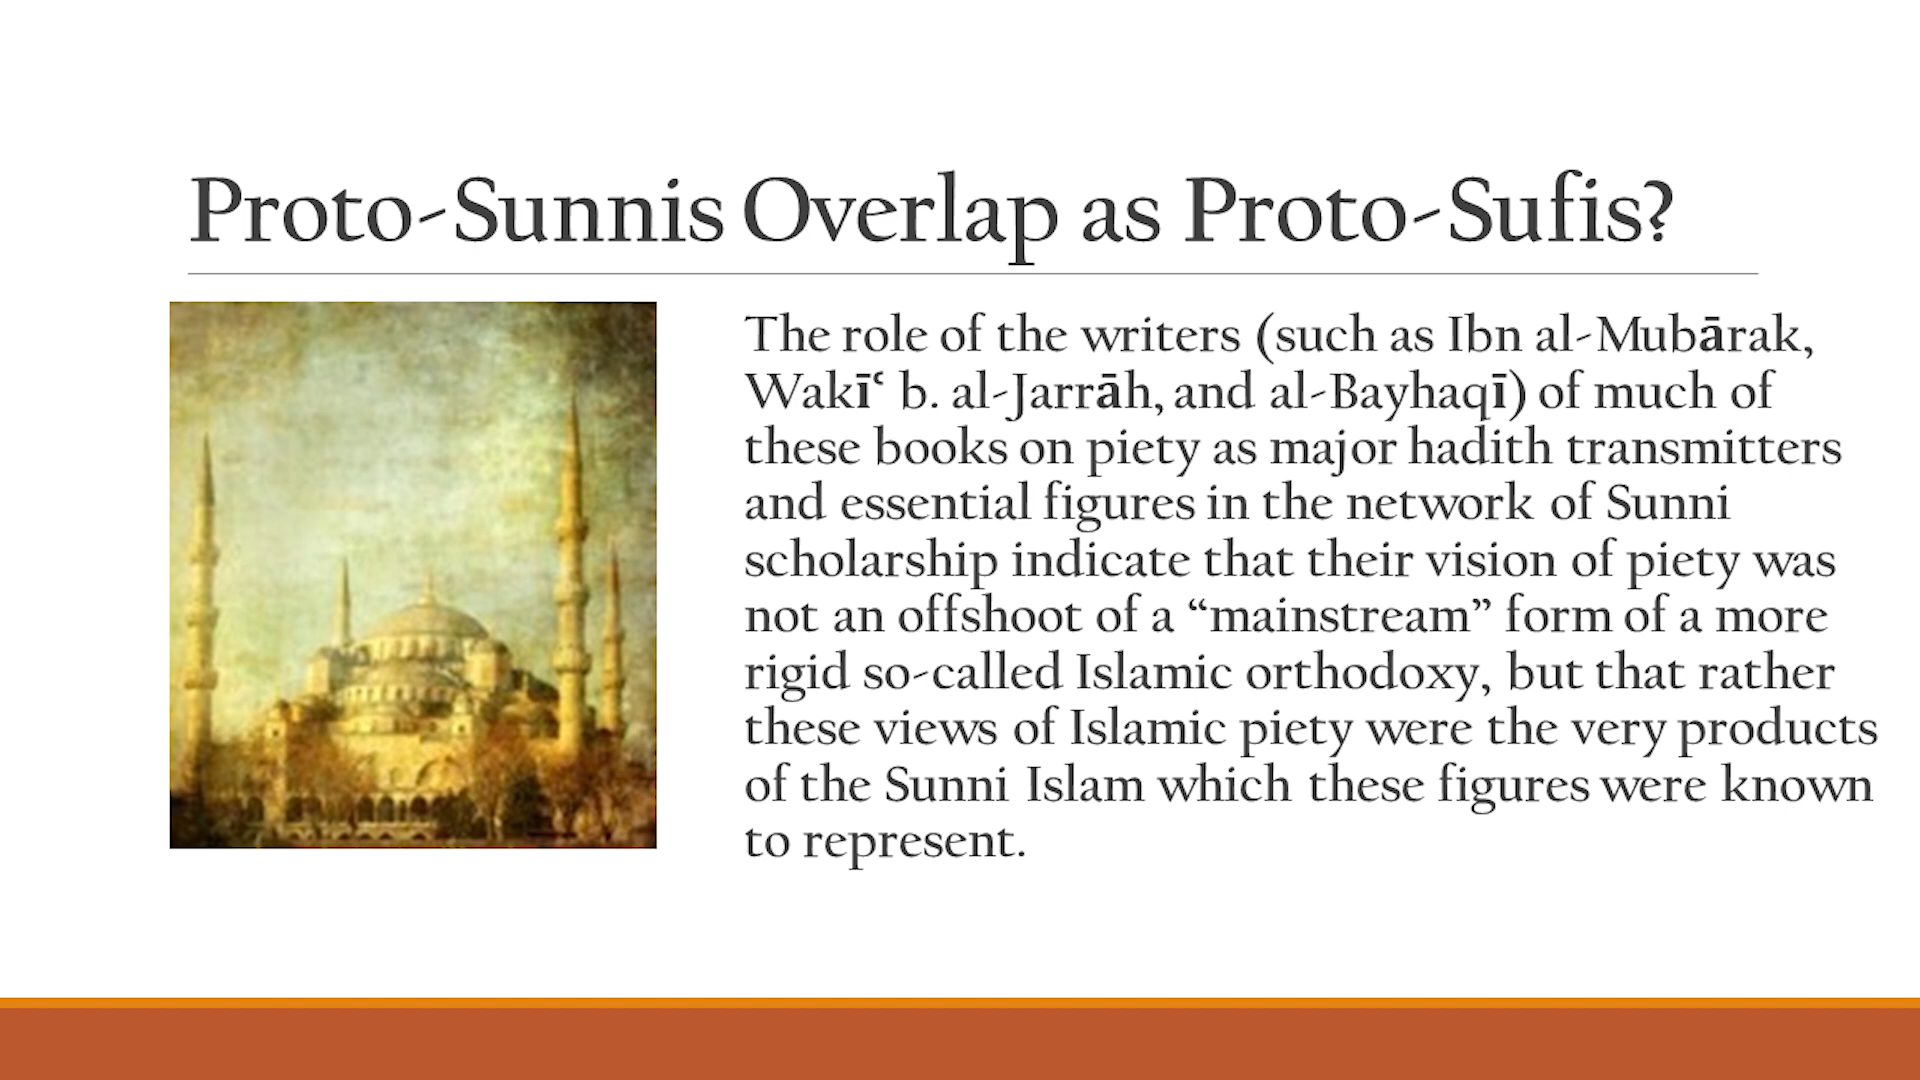 Proto-Sunnis Overlap as Proto-Sufis?
The role of the writers (such as Ibn al-Mubārak,
Wakīʿ b. al-Jarrāh, and al-Bayhaqī) of much of
these books on piety as major hadith transmitters
and essential figures in the network of Sunni
scholarship indicate that their vision of piety was
not an offshoot of a “mainstream” form of a more
rigid so-called Islamic orthodoxy, but that rather
these views of Islamic piety were the very products
of the Sunni Islam which these figures were known
to represent.